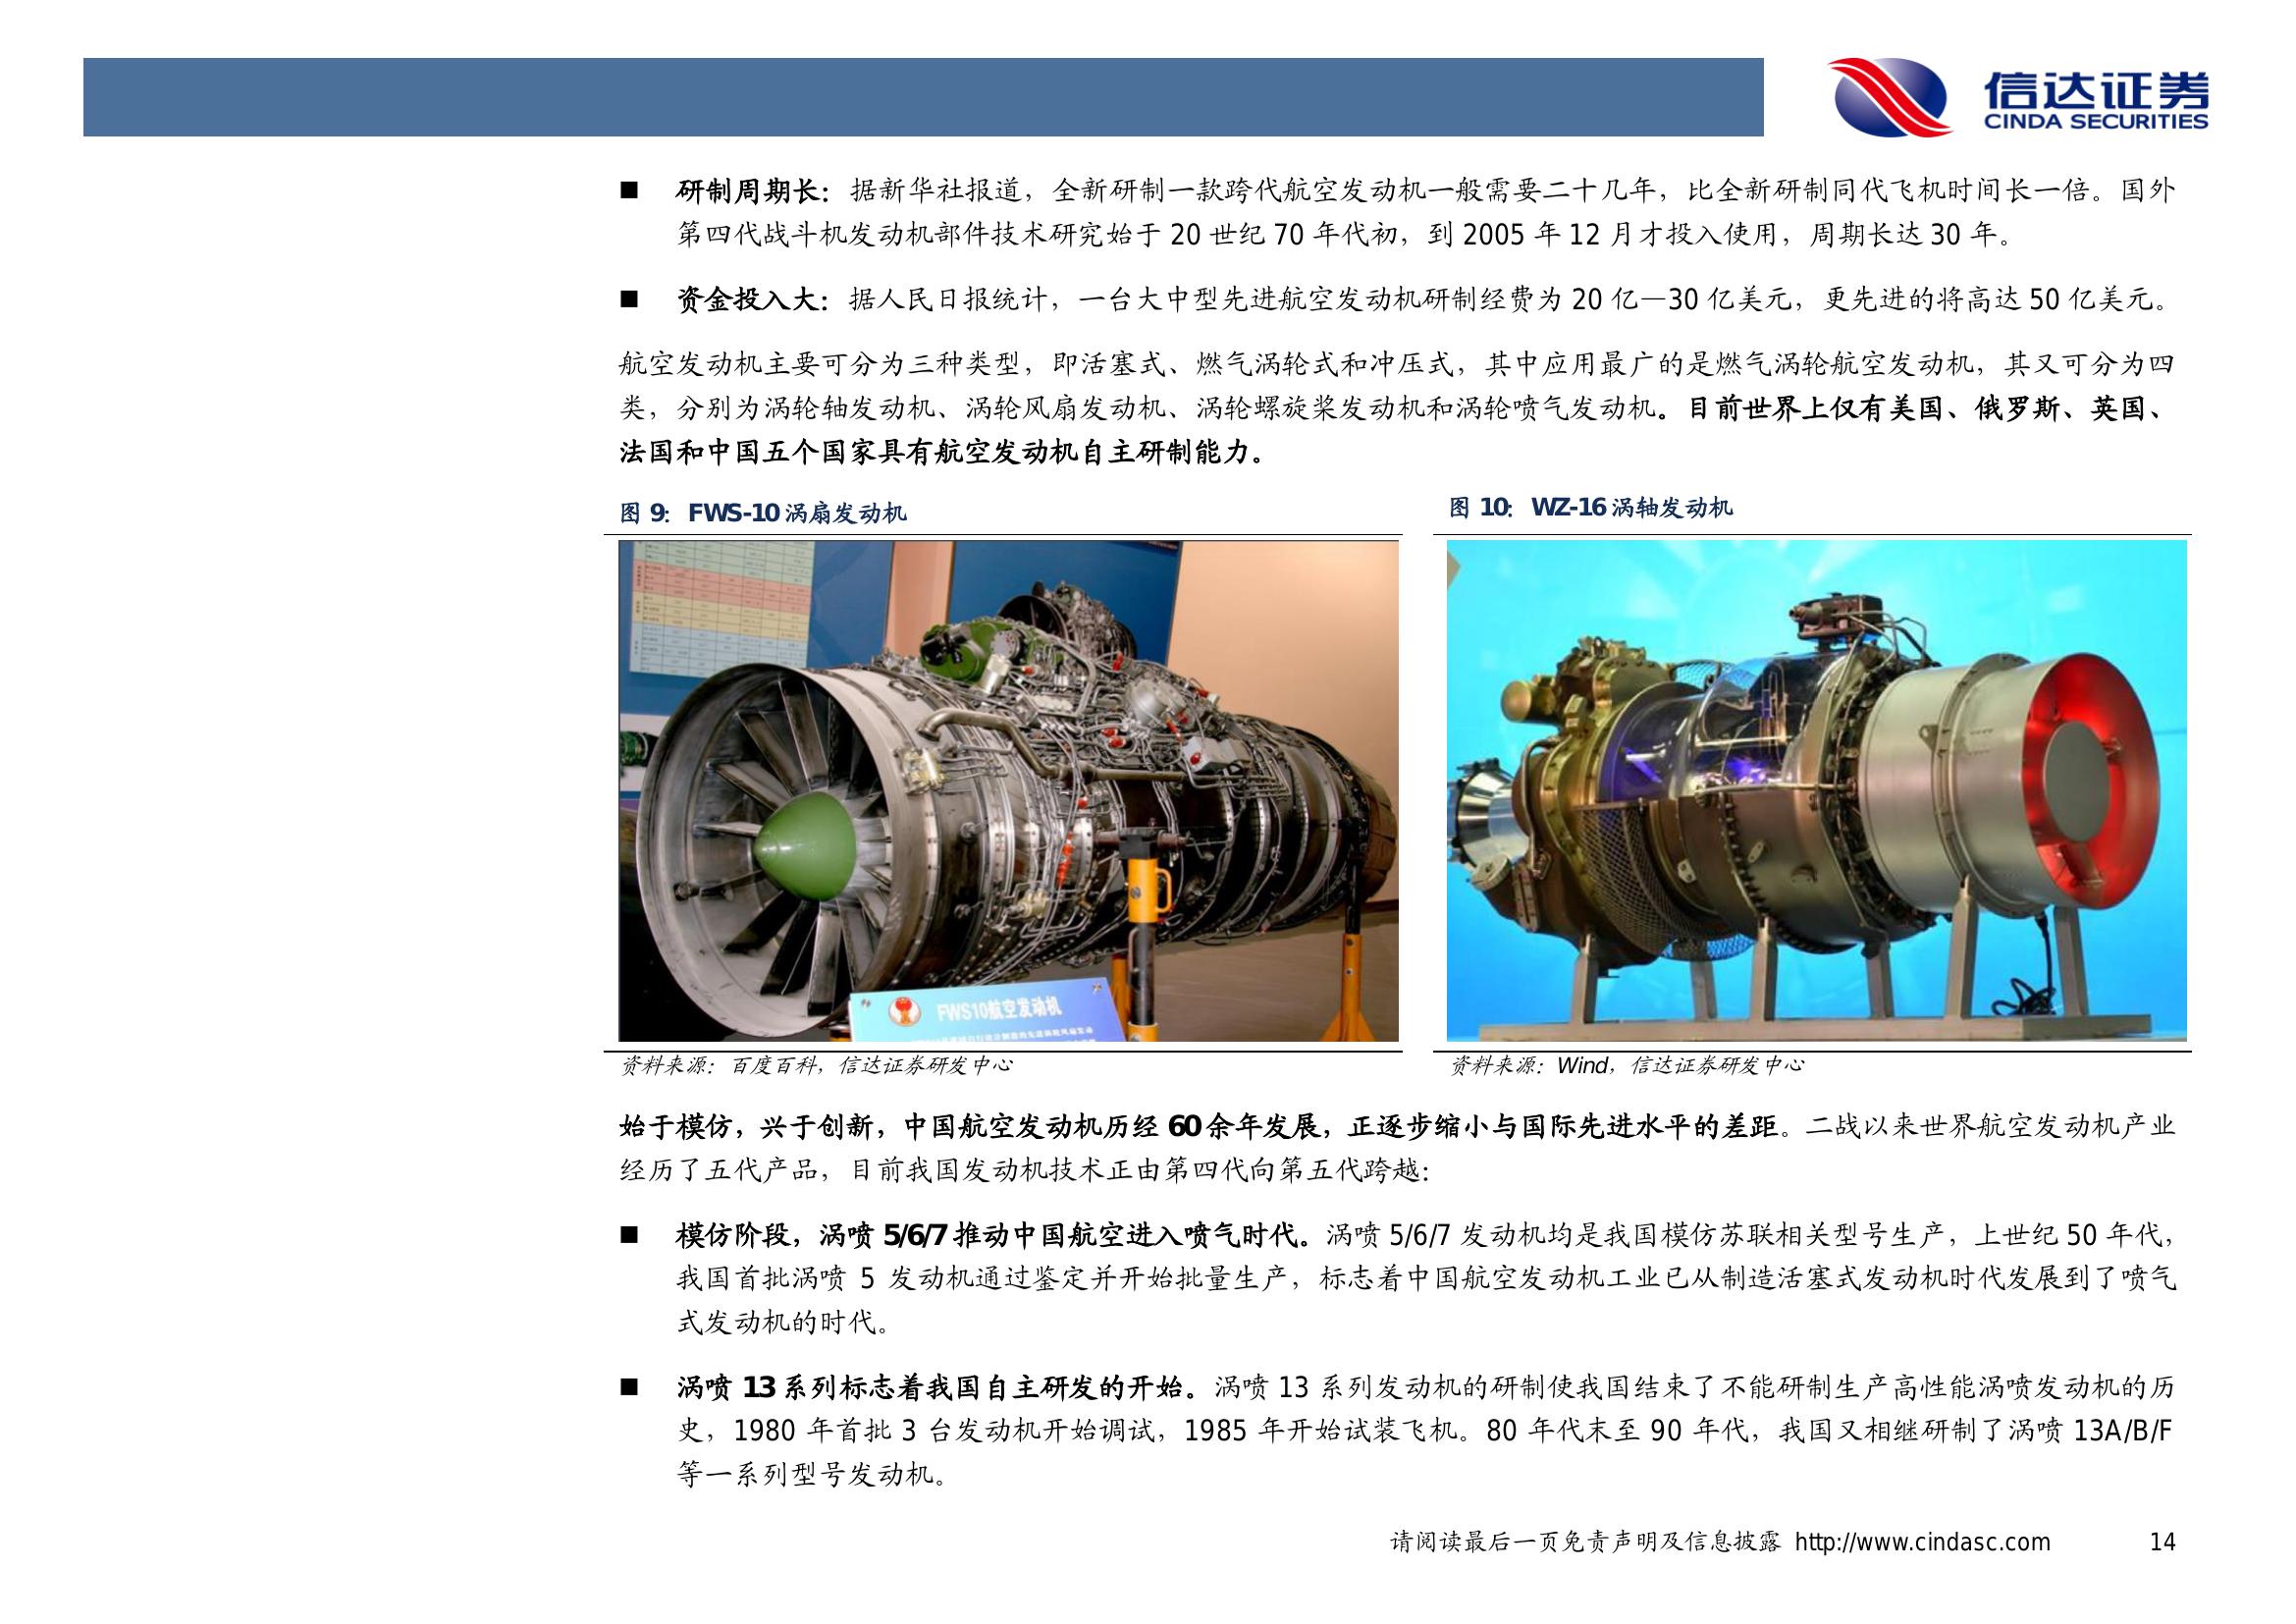 信达证券
CINDA SECURITIES
■ 研制周期长：据新华社报道，全新研制一款跨代航空发动机一般需要二十几年，比全新研制同代飞机时间长一倍。国外
第四代战斗机发动机部件技术研究始于 20 世纪 70 年代初，到 2005 年 12 月才投入使用，周期长达 30 年。
■ 资金投入大：据人民日报统计，一台大中型先进航空发动机研制经费为 20 亿—30 亿美元，更先进的将高达 50 亿美元。
航空发动机主要可分为三种类型，即活塞式、燃气涡轮式和冲压式，其中应用最广的是燃气涡轮航空发动机，其又可分为四
类，分别为涡轮轴发动机、涡轮风扇发动机、涡轮螺旋桨发动机和涡轮喷气发动机。目前世界上仅有美国、俄罗斯、英国、
法国和中国五个国家具有航空发动机自主研制能力。
图 9： FWS-10 涡扇发动机
图 10： WZ-16 涡轴发动机
FWS10航空发动机
资料来源：百度百科，信达证券研发中心
资料来源：Wind，信达证券研发中心
始于模仿，兴于创新，中国航空发动机历经 60 余年发展，正逐步缩小与国际先进水平的差距。二战以来世界航空发动机产业
经历了五代产品，目前我国发动机技术正由第四代向第五代跨越：
■ 模仿阶段，涡喷 5/6/7 推动中国航空进入喷气时代。涡喷 5/6/7 发动机均是我国模仿苏联相关型号生产，上世纪 50 年代，
我国首批涡喷 5 发动机通过鉴定并开始批量生产，标志着中国航空发动机工业已从制造活塞式发动机时代发展到了喷气
式发动机的时代。
■ 涡喷 13 系列标志着我国自主研发的开始。涡喷 13 系列发动机的研制使我国结束了不能研制生产高性能涡喷发动机的历
史，1980 年首批 3 台发动机开始调试，1985 年开始试装飞机。80 年代末至 90 年代，我国又相继研制了涡喷 13A/B/F
等一系列型号发动机。
请阅读最后一页免责声明及信息披露 http://www.cindasc.com 14